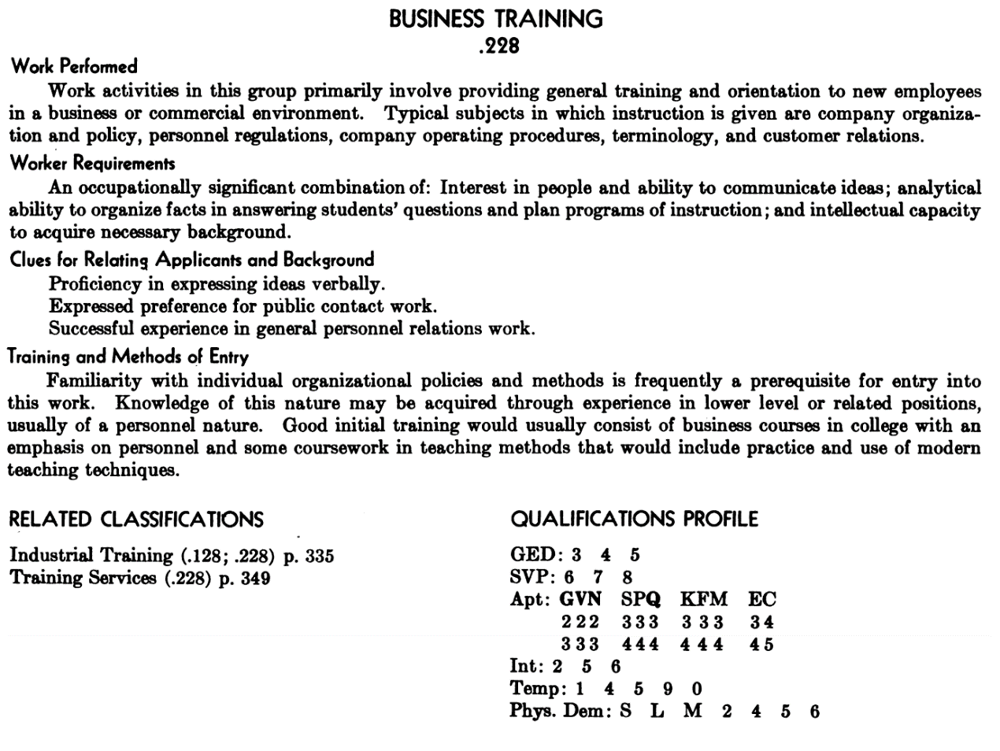 BUSINESS TRAINING
.228
Work Performed
Work activities in this group primarily involve providing general training and orientation to new employees
in a business or commercial environment. Typical subjects in which instruction is given are company organiza-
tion and policy, personnel regulations, company operating procedures, terminology, and customer relations.
Worker Requirements
An occupationally significant combination of: Interest in people and ability to communicate ideas; analytical
ability to organize facts in answering students' questions and plan programs of instruction; and intellectual capacity
to acquire necessary background.
Clues for Relating Applicants and Background
Proficiency in expressing ideas verbally.
Expressed preference for public contact work.
Successful experience in general personnel relations work.
Training and Methods of Entry
Familiarity with individual organizational policies and methods is frequently a prerequisite for entry into
this work. Knowledge of this nature may be acquired through experience in lower level or related positions,
usually of a personnel nature. Good initial training would usually consist of business courses in college with an
emphasis on personnel and some coursework in teaching methods that would include practice and use of modern
teaching techniques.
RELATED CLASSIFICATIONS
Industrial Training (.128; .228) p. 335
Training Services (.228) p. 349
QUALIFICATIONS PROFILE
GED: 3 4 5
SVP: 6 7 8
Apt: GVN SPQ KFM EC
222 333 333 34
333 444 444 45
Int: 2 5 6
Temp: 1 4 5 9 0
Phys. Dem: S L M 2 4 5 6